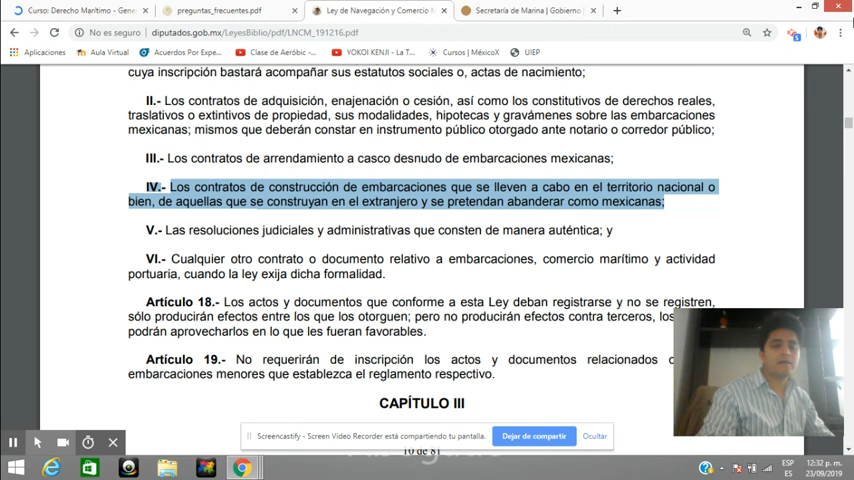 Curso: Derecho Marítimo - Gene
preguntas_frecuentes.pdf
Ley de Navegación y Comercio M
Secretaría de Marina | Gobierno
No es seguro | diputados.gob.mx/LeyesBiblio/pdf/LNCM_191216.pdf
Aplicaciones
Aula Virtual
Acuerdos Por Expe...
Clase de Aeróbic -...
YOKOI KENJI - La T...
Cursos | MéxicoX
UIEP
cuya inscripción bastará acompañar sus estatutos sociales o, actas de nacimiento;
II.- Los contratos de adquisición, enajenación o cesión, así como los constitutivos de derechos reales,
traslativos o extintivos de propiedad, sus modalidades, hipotecas y gravámenes sobre las embarcaciones
mexicanas; mismos que deberán constar en instrumento público otorgado ante notario o corredor público;
III.- Los contratos de arrendamiento a casco desnudo de embarcaciones mexicanas;
IV.- Los contratos de construcción de embarcaciones que se lleven a cabo en el territorio nacional o
bien, de aquellas que se construyan en el extranjero y se pretendan abanderar como mexicanas;
V.- Las resoluciones judiciales y administrativas que consten de manera auténtica; y
VI.- Cualquier otro contrato o documento relativo a embarcaciones, comercio marítimo y actividad
portuaria, cuando la ley exija dicha formalidad.
Artículo 18.- Los actos y documentos que conforme a esta Ley deban registrarse y no se registren,
sólo producirán efectos entre los que los otorguen; pero no producirán efectos contra terceros, los
podrán aprovecharlos en lo que les fueran favorables.
Artículo 19.- No requerirán de inscripción los actos y documentos relacionados
embarcaciones menores que establezca el reglamento respectivo.
CAPÍTULO III
Screencastify - Screen Video Recorder está compartiendo tu pantalla.
Dejar de compartir
Ocultar
10 de 81
ESP
ES
12:32 p. m.
23/09/2019